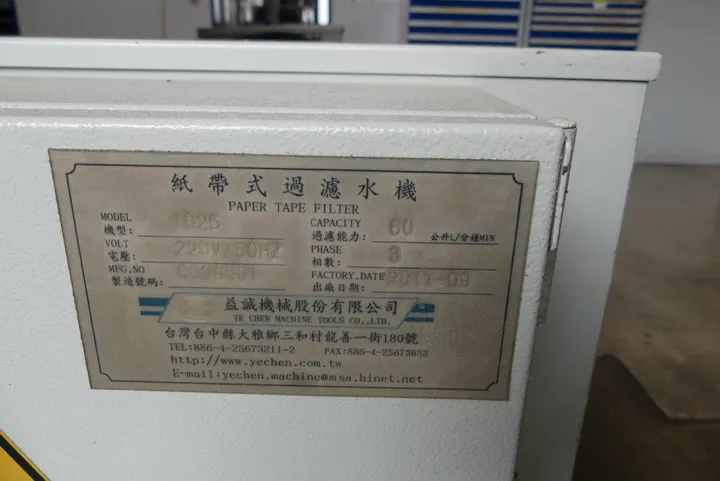 紙帶式過濾水機
PAPER TAPE FILTER
MODEL 機型: 1025
CAPACITY 過濾能力: 60 公升L/分鐘MIN
VOLT 電壓: 220V/50HZ
PHASE 相數: 3
MFG.NO 製造號碼:
FACTORY.DATE 出廠日期: 2011-09
益誠機械股份有限公司
YE CHEN MACHINE TOOLS CO.,LTD.
台灣台中縣大雅鄉三和村龍善一街180號
TEL:886-4-25673211-2 FAX:886-4-25673652
http://www.yechen.com.tw
E-mail:yechen.machine@msa.hinet.net